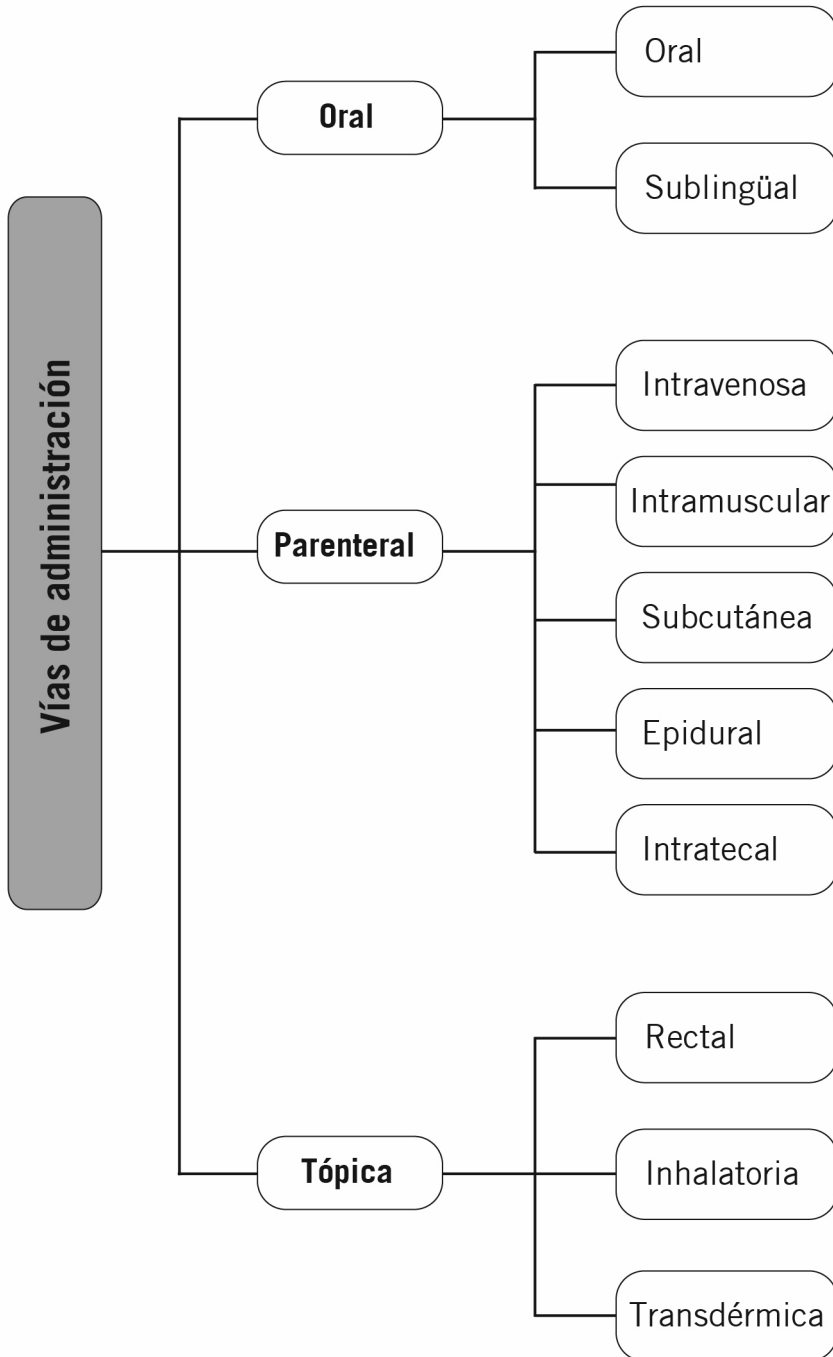 Vías de administración
Oral
Oral
Sublingüal
Parenteral
Intravenosa
Intramuscular
Subcutánea
Epidural
Intratecal
Tópica
Rectal
Inhalatoria
Transdérmica